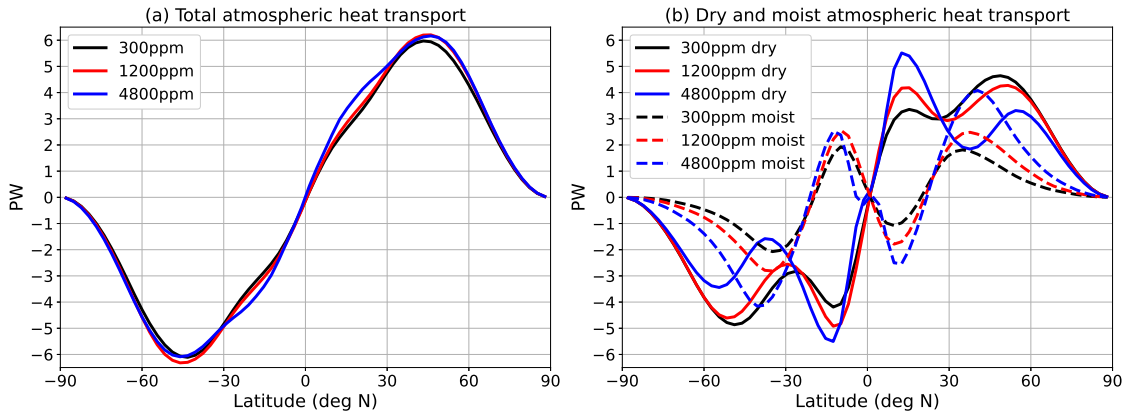 (a) Total atmospheric heat transport
6
5
4
3
2
1
0
−1
−2
−3
−4
−5
−6
PW
300ppm
1200ppm
4800ppm
−90
−60
−30
0
30
60
90
Latitude (deg N)
(b) Dry and moist atmospheric heat transport
6
5
4
3
2
1
0
−1
−2
−3
−4
−5
−6
PW
300ppm dry
1200ppm dry
4800ppm dry
300ppm moist
1200ppm moist
4800ppm moist
−90
−60
−30
0
30
60
90
Latitude (deg N)